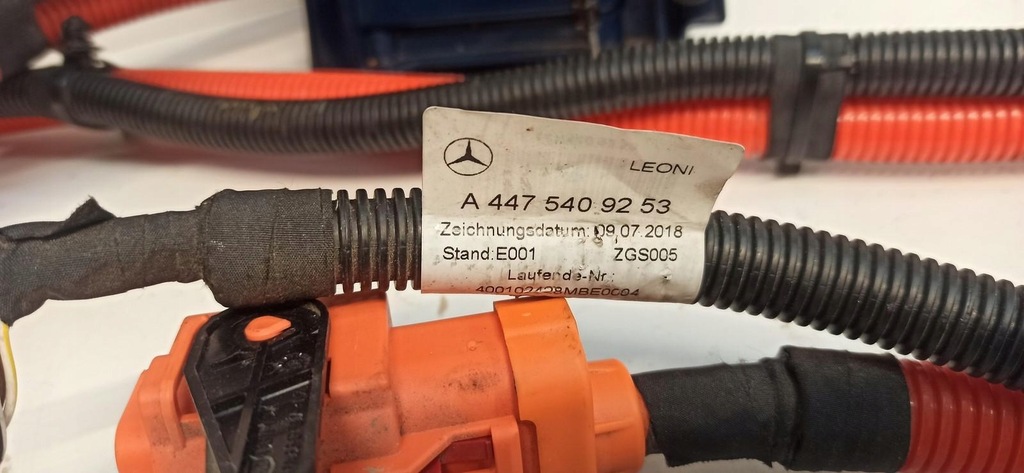 LEONI
A 447 540 92 53
Zeichnungsdatum: 09.07.2018
Stand:E001 ZGS005
Laufende-Nr.: